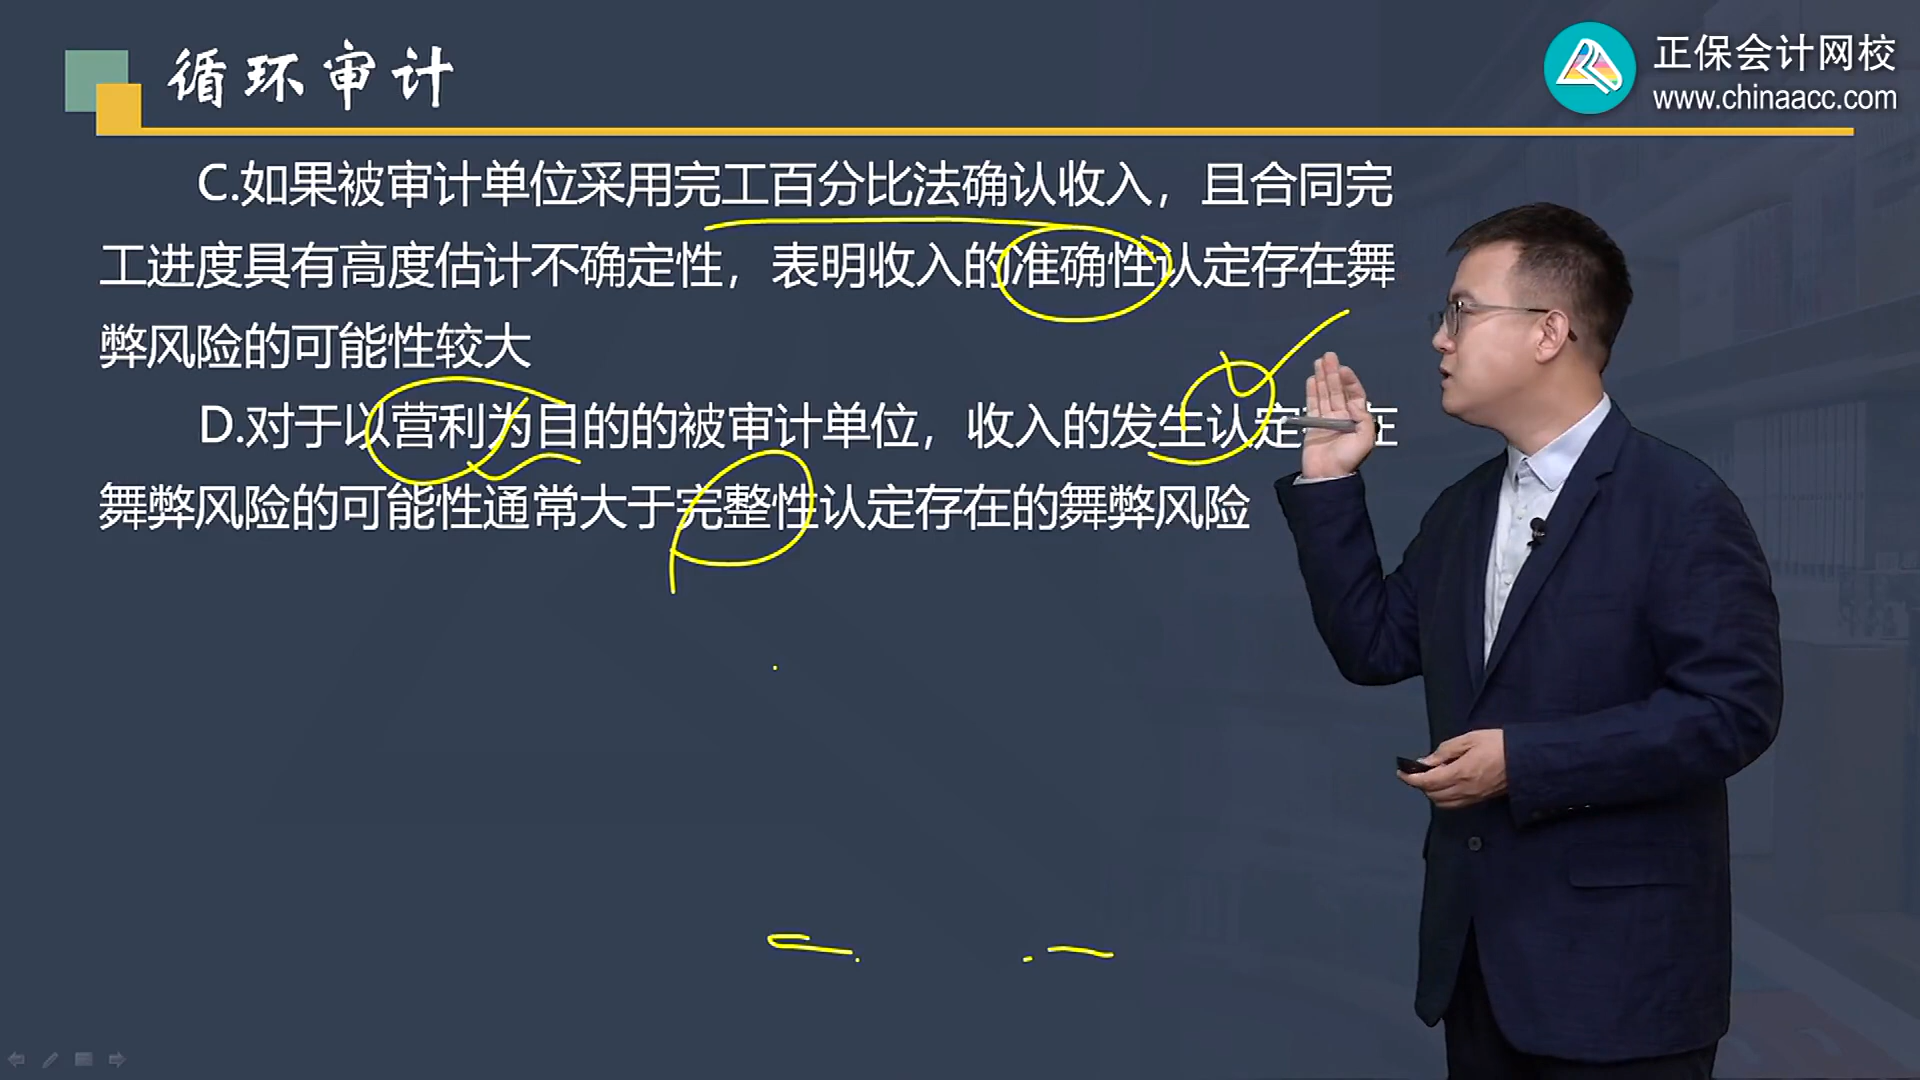 循环审计
正保会计网校
www.chinaacc.com
C.如果被审计单位采用完工百分比法确认收入，且合同完
工进度具有高度估计不确定性，表明收入的准确性认定存在舞
弊风险的可能性较大
D.对于以营利为目的的被审计单位，收入的发生认定存在
舞弊风险的可能性通常大于完整性认定存在的舞弊风险